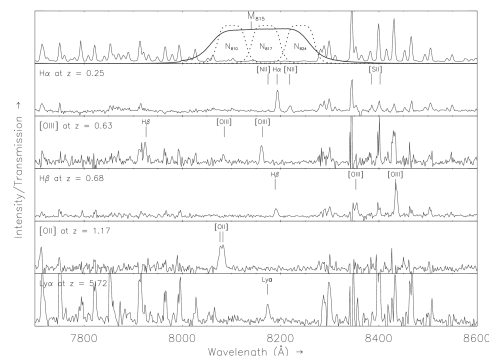 M815
N810 N817 N824
[NII] Hα [NII] [SII]
Hα at z = 0.25
[OIII] at z = 0.63
Hβ [OIII] [OIII]
Hβ at z = 0.68
Hβ [OIII] [OIII]
[OII] at z = 1.17
[OII]
Lyα at z = 5.72
Lyα
Intensity/Transmission →
7800 8000 8200 8400 8600
Wavelength (Å) →